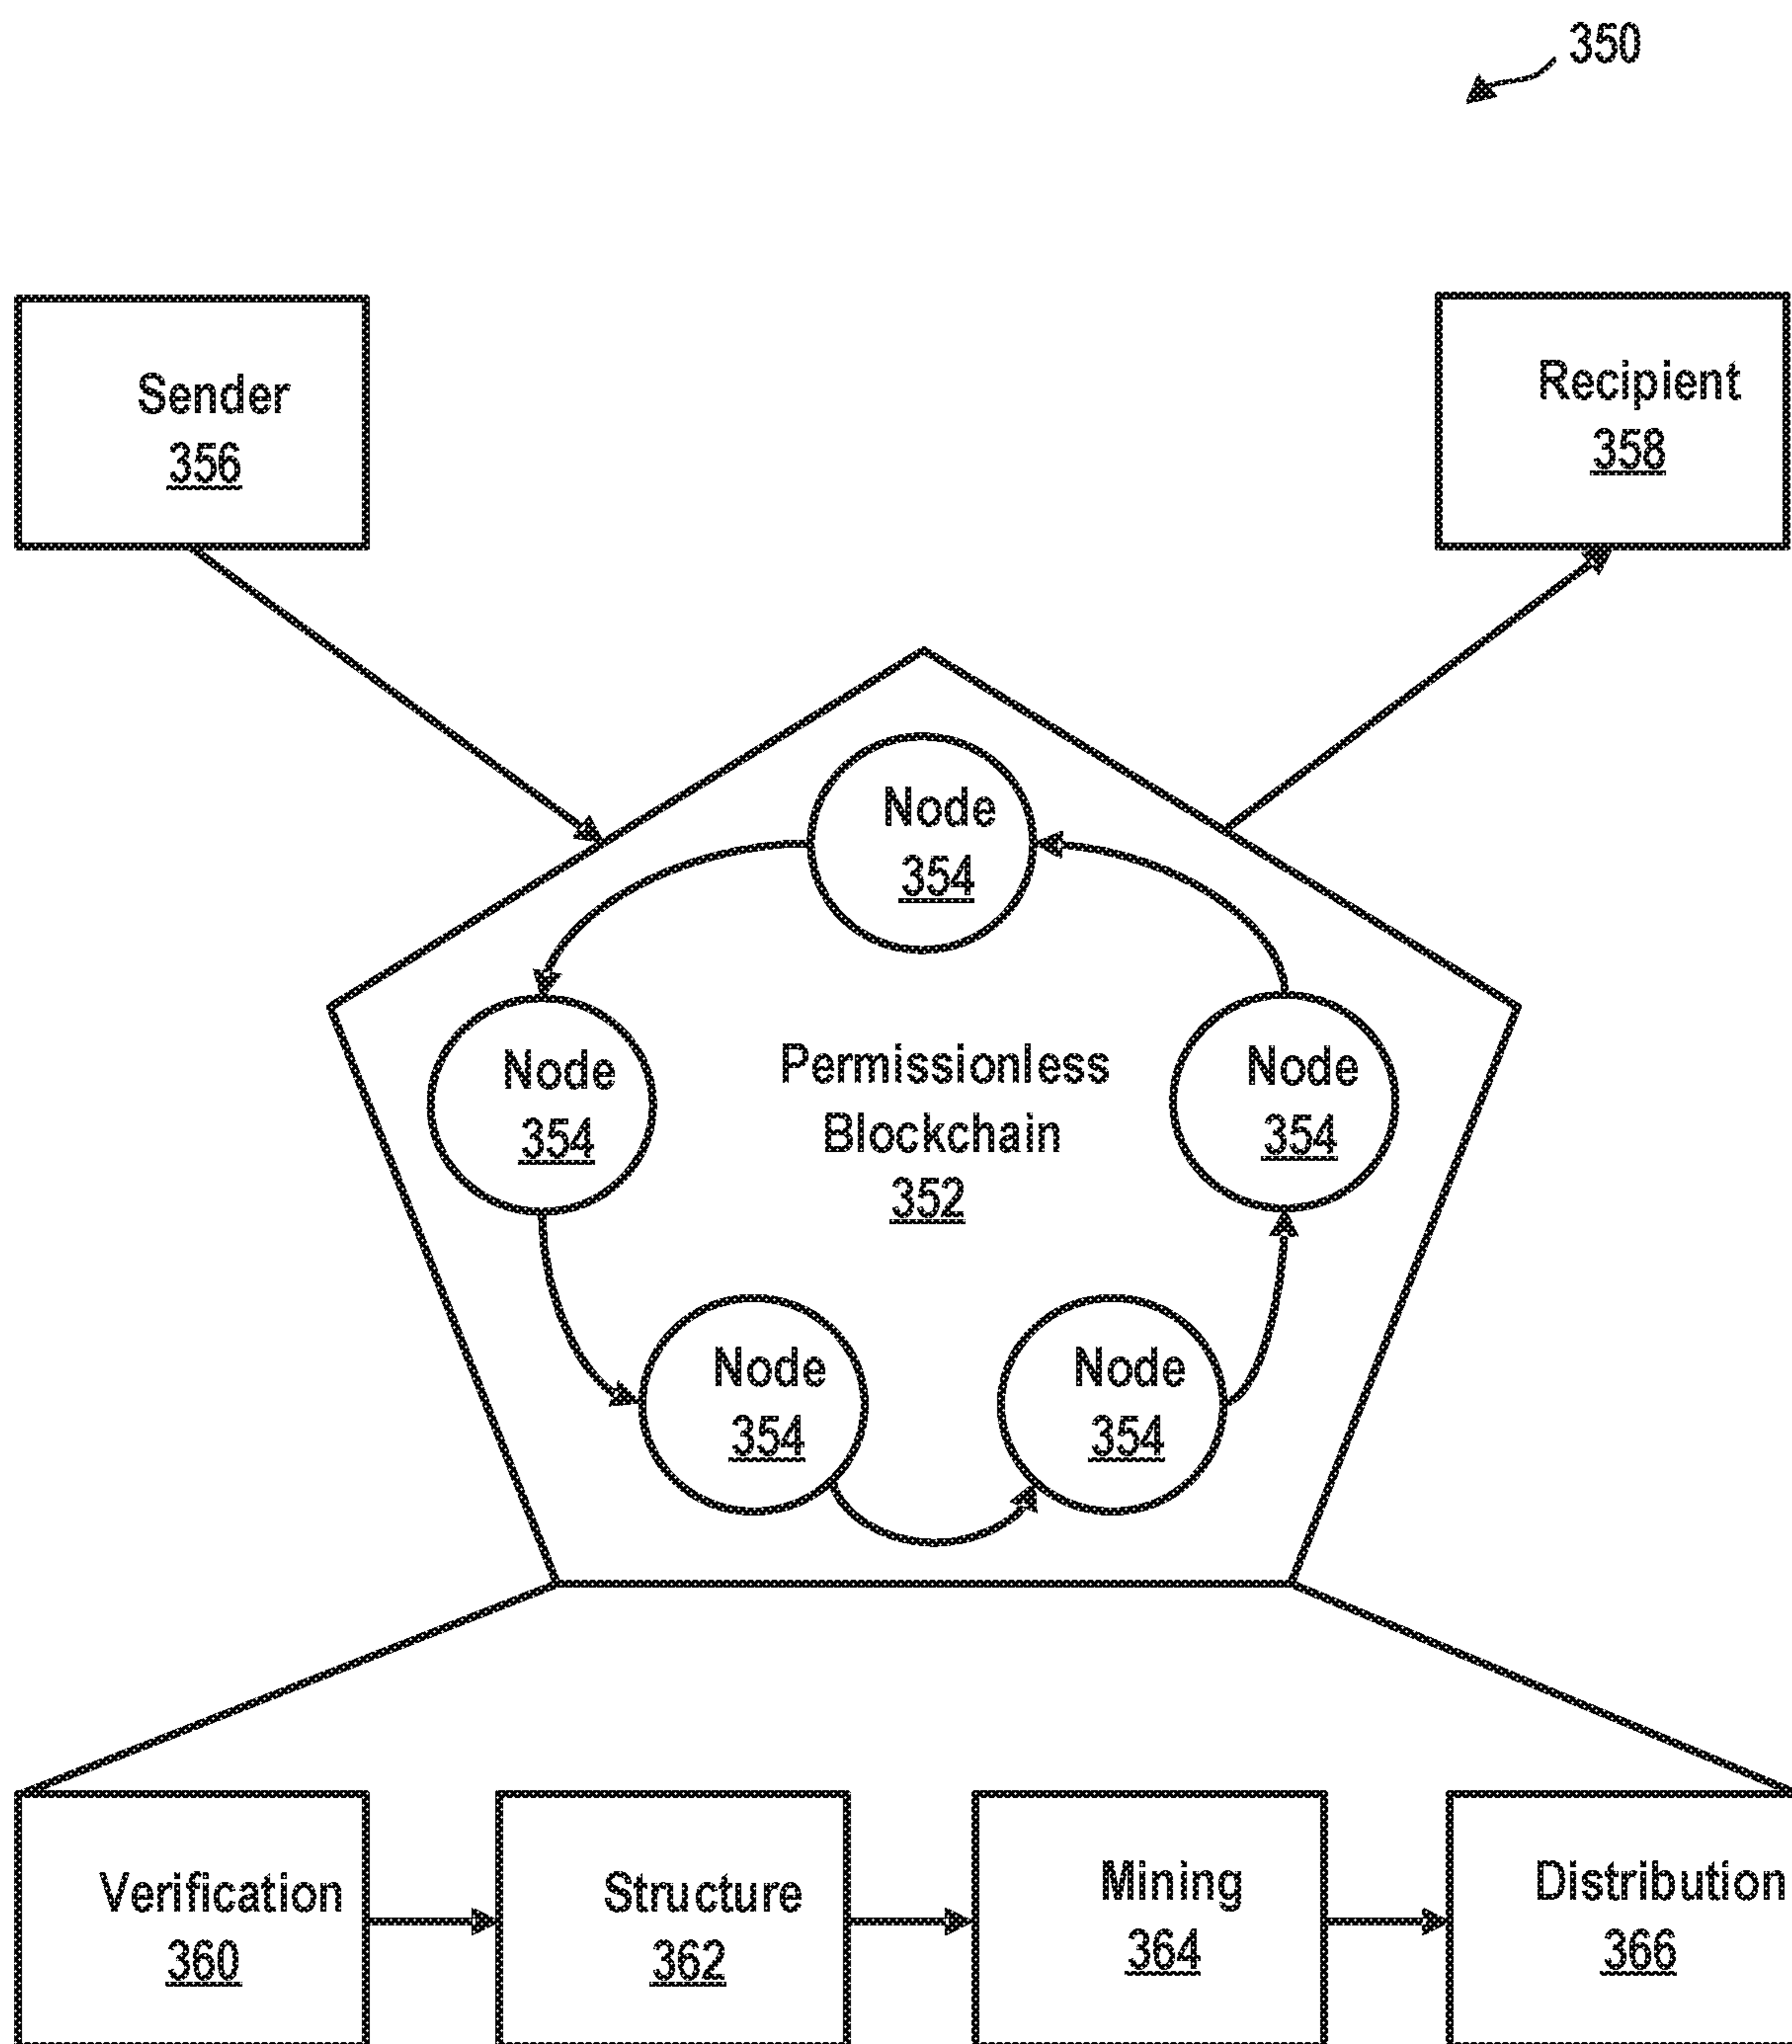 350
Sender
356
Recipient
358
Node
354
Node
354
Permissionless
Blockchain
352
Node
354
Node
354
Node
354
Verification
360
Structure
362
Mining
364
Distribution
366